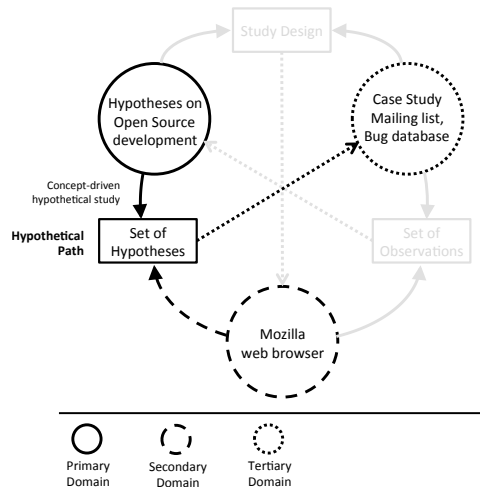 Study Design
Hypotheses on
Open Source
development
Case Study
Mailing list,
Bug database
Concept-driven
hypothetical study
Hypothetical
Path
Set of
Hypotheses
Set of
Observations
Mozilla
web browser
Primary
Domain
Secondary
Domain
Tertiary
Domain